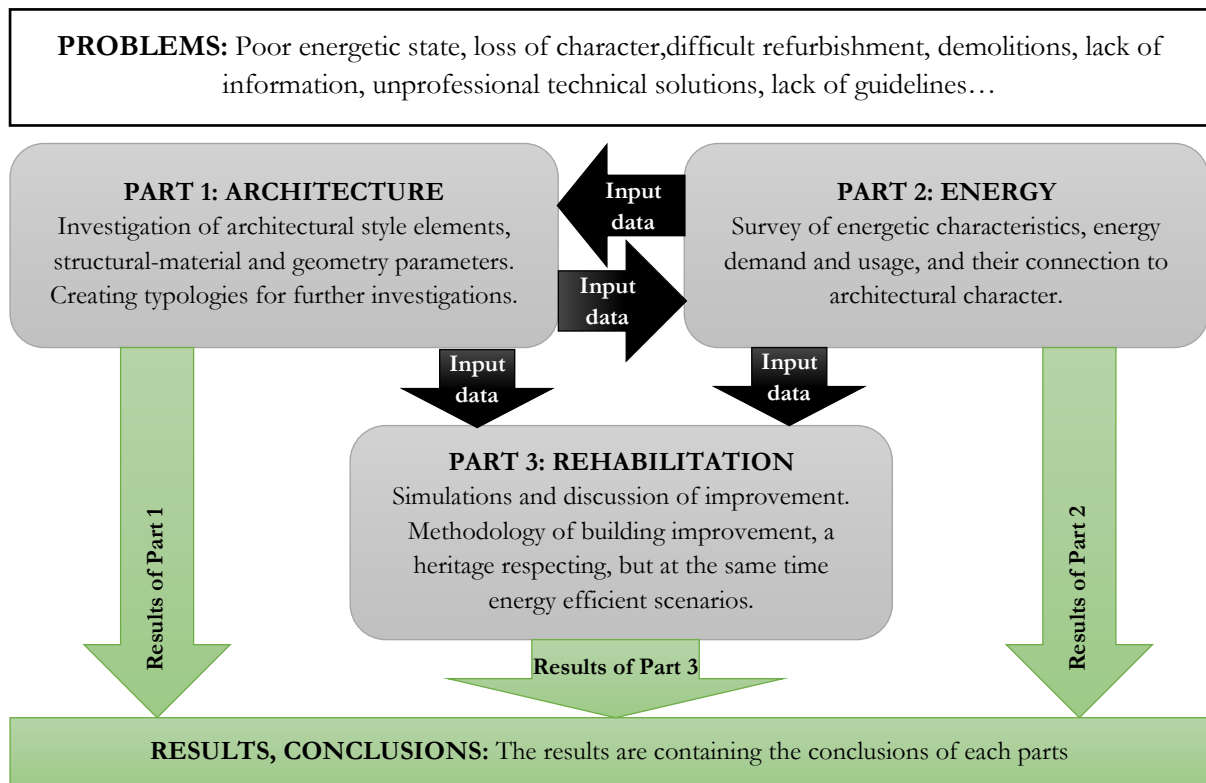 PROBLEMS: Poor energetic state, loss of character,difficult refurbishment, demolitions, lack of
information, unprofessional technical solutions, lack of guidelines…
PART 1: ARCHITECTURE
Investigation of architectural style elements,
structural-material and geometry parameters.
Creating typologies for further investigations.
Input
data
Input
data
PART 2: ENERGY
Survey of energetic characteristics, energy
demand and usage, and their connection to
architectural character.
Input
data
Input
data
PART 3: REHABILITATION
Simulations and discussion of improvement.
Methodology of building improvement, a
heritage respecting, but at the same time
energy efficient scenarios.
Results of Part 1
Results of Part 3
Results of Part 2
RESULTS, CONCLUSIONS: The results are containing the conclusions of each parts